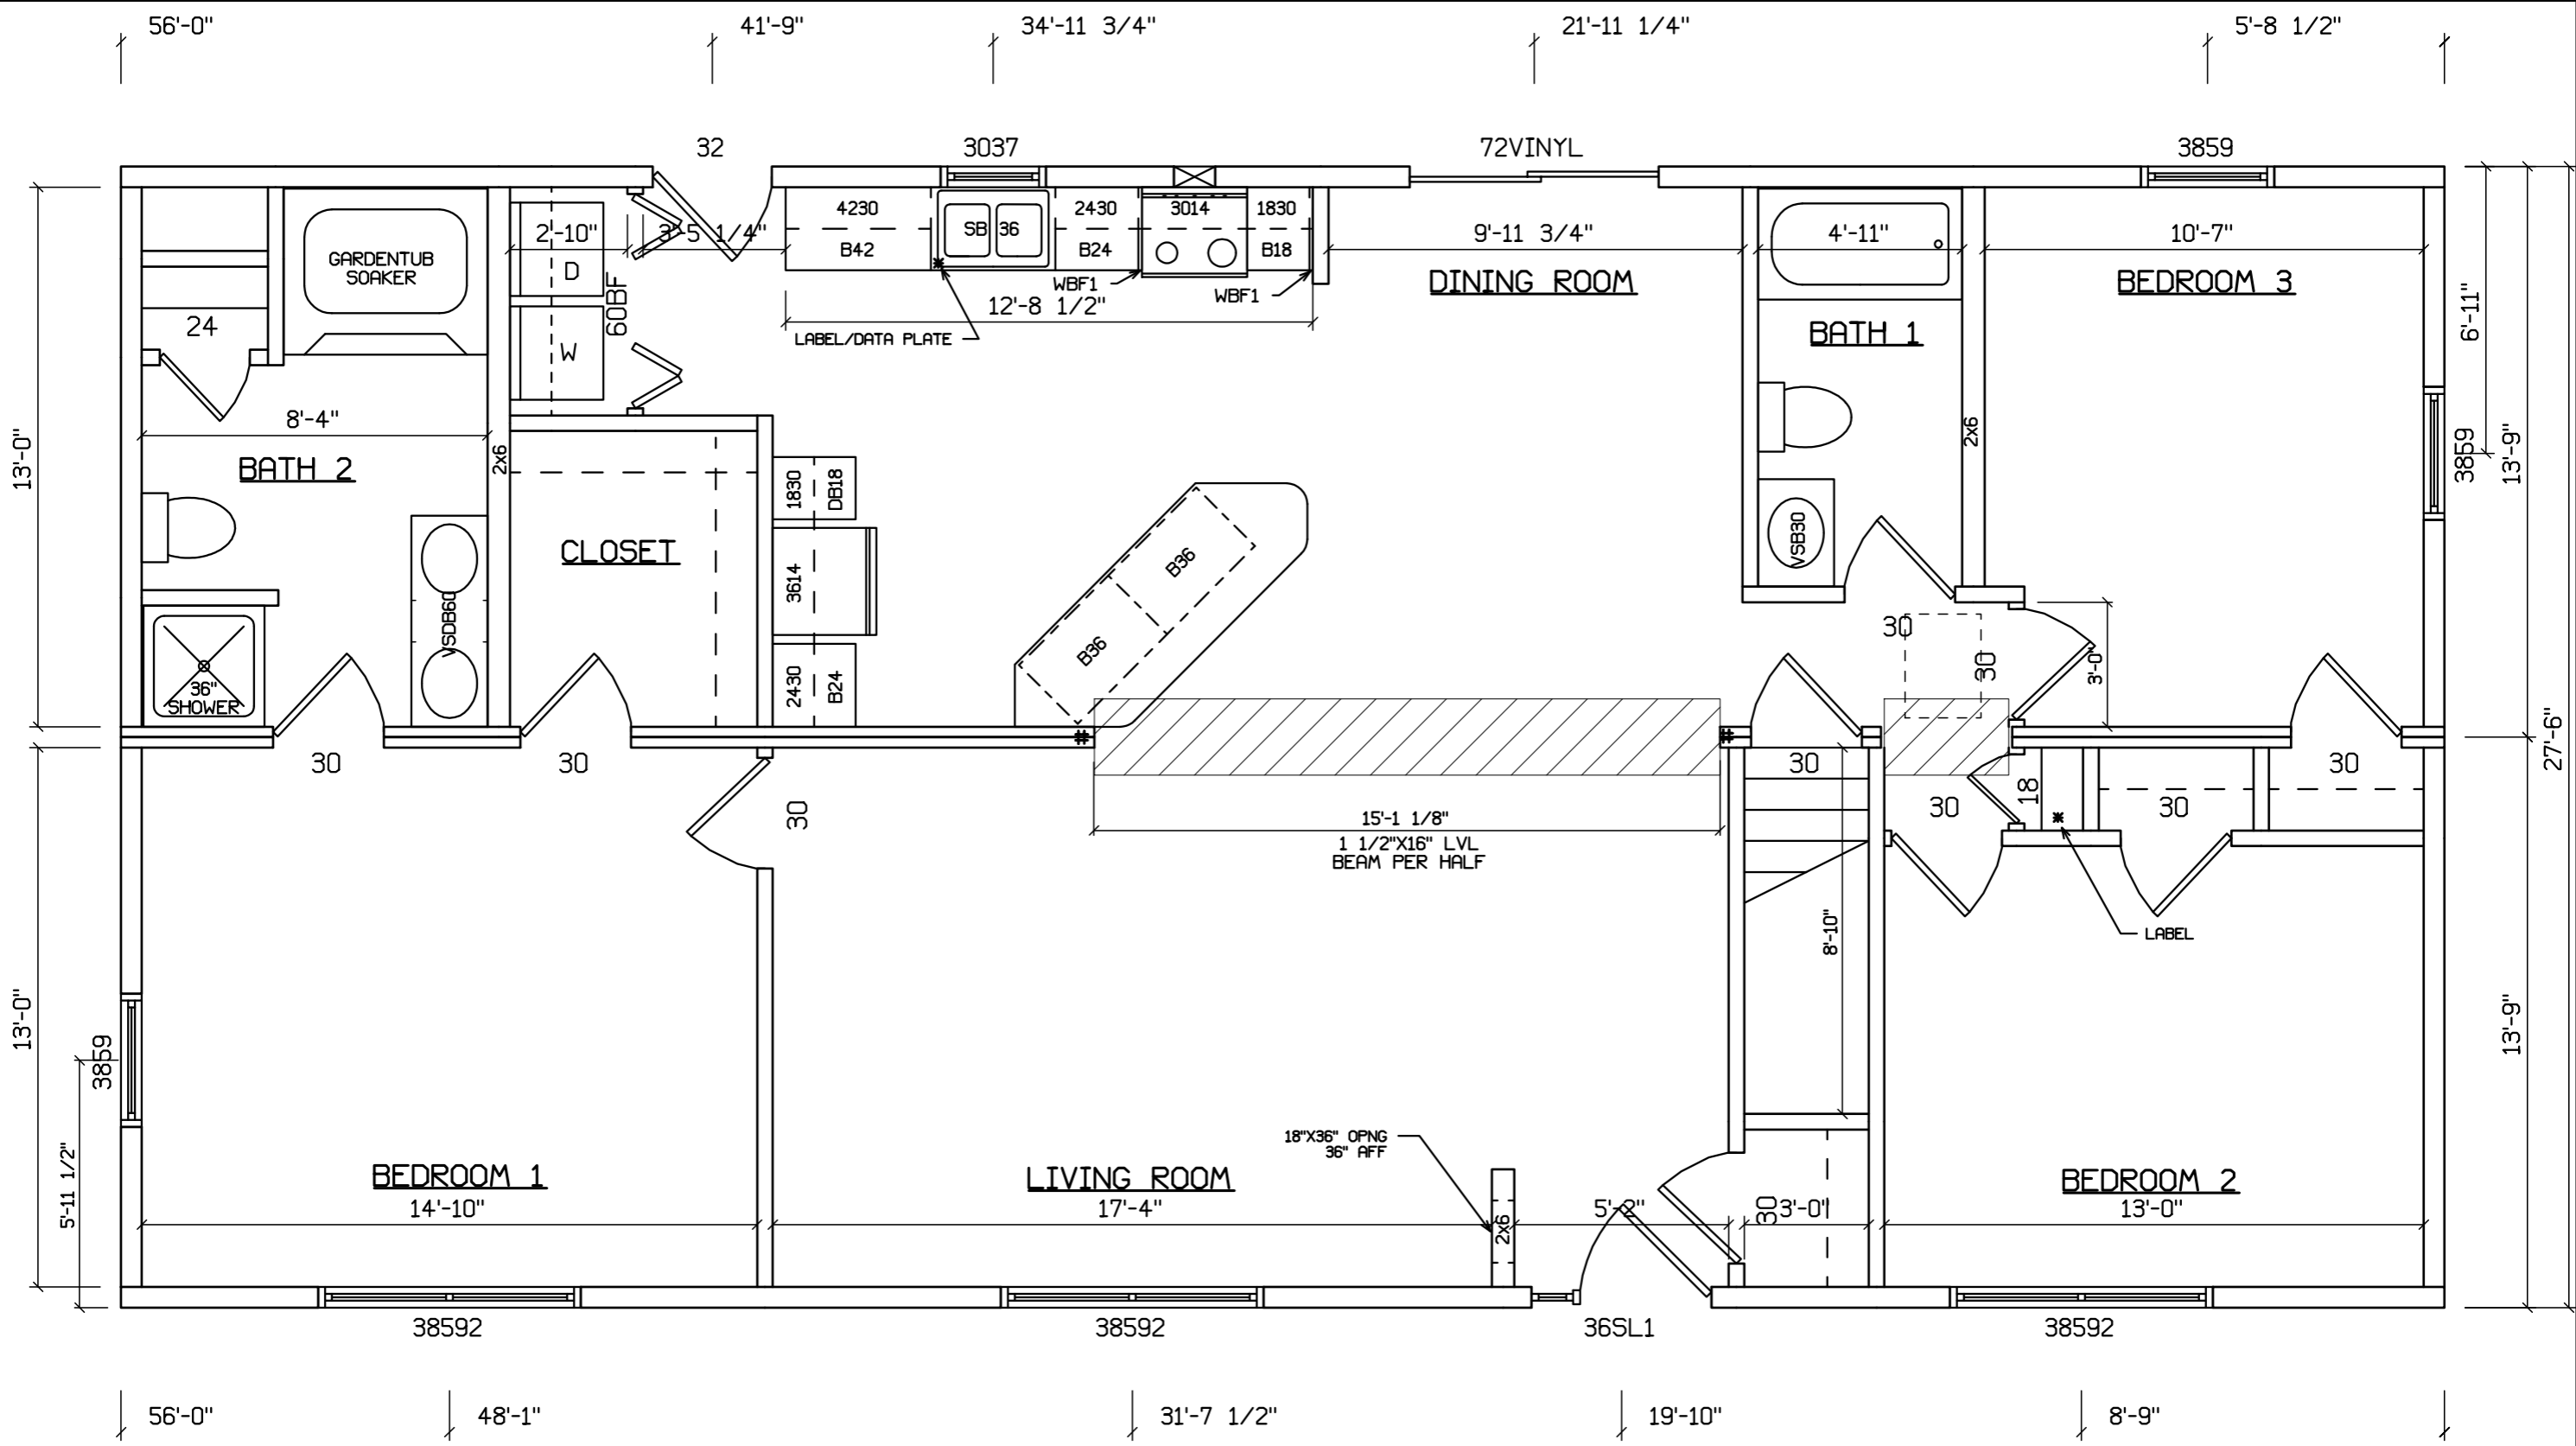 56'-0"
41'-9"
34'-11 3/4"
21'-11 1/4"
5'-8 1/2"
32
3037
72VINYL
3859
4230
SB 36
2430
3014
1830
B42
B24
B18
2'-10"
3'-5 1/4"
9'-11 3/4"
4'-11"
10'-7"
GARDENTUB
SOAKER
D
W
60BF
WBF1
WBF1
12'-8 1/2"
LABEL/DATA PLATE
DINING ROOM
BEDROOM 3
BATH 1
24
8'-4"
BATH 2
2x6
2x6
6'-11"
3859
13'-9"
27'-6"
13'-0"
CLOSET
1830
DB18
3614
2430
B24
B36
B36
VSB30
VSDB60
36"
SHOWER
30
30
3'-0"
30
30
30
30
30
30
18
30
30
#
#
*
*
15'-1 1/8"
1 1/2"X16" LVL
BEAM PER HALF
8'-10"
LABEL
13'-0"
13'-9"
3859
5'-11 1/2"
18"X36" OPNG
36" AFF
2x6
BEDROOM 1
14'-10"
LIVING ROOM
17'-4"
5'-2"
30
3'-0"
BEDROOM 2
13'-0"
38592
38592
36SL1
38592
56'-0"
48'-1"
31'-7 1/2"
19'-10"
8'-9"